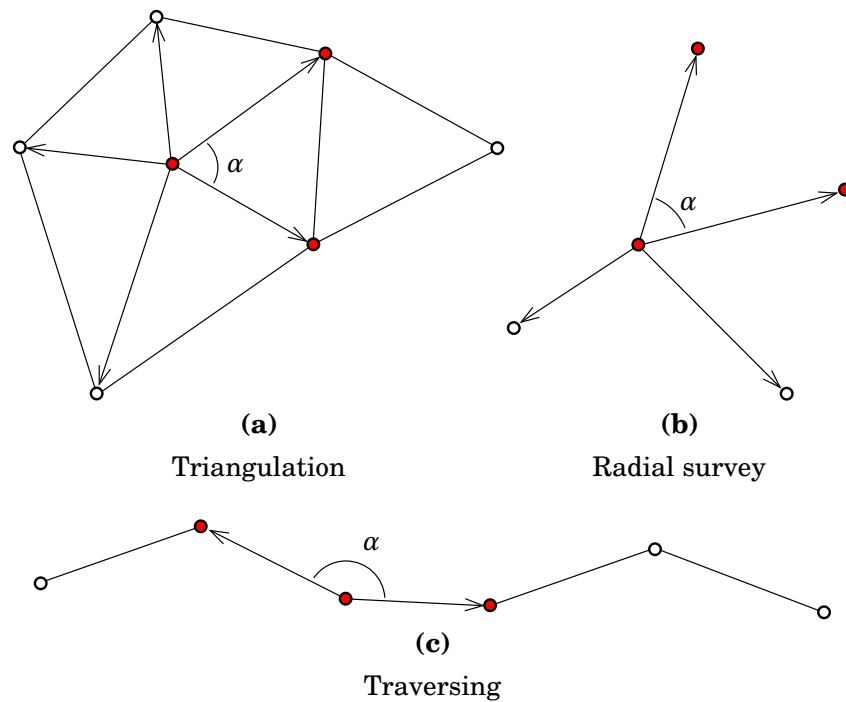 α
α
(a)
Triangulation
(b)
Radial survey
α
(c)
Traversing